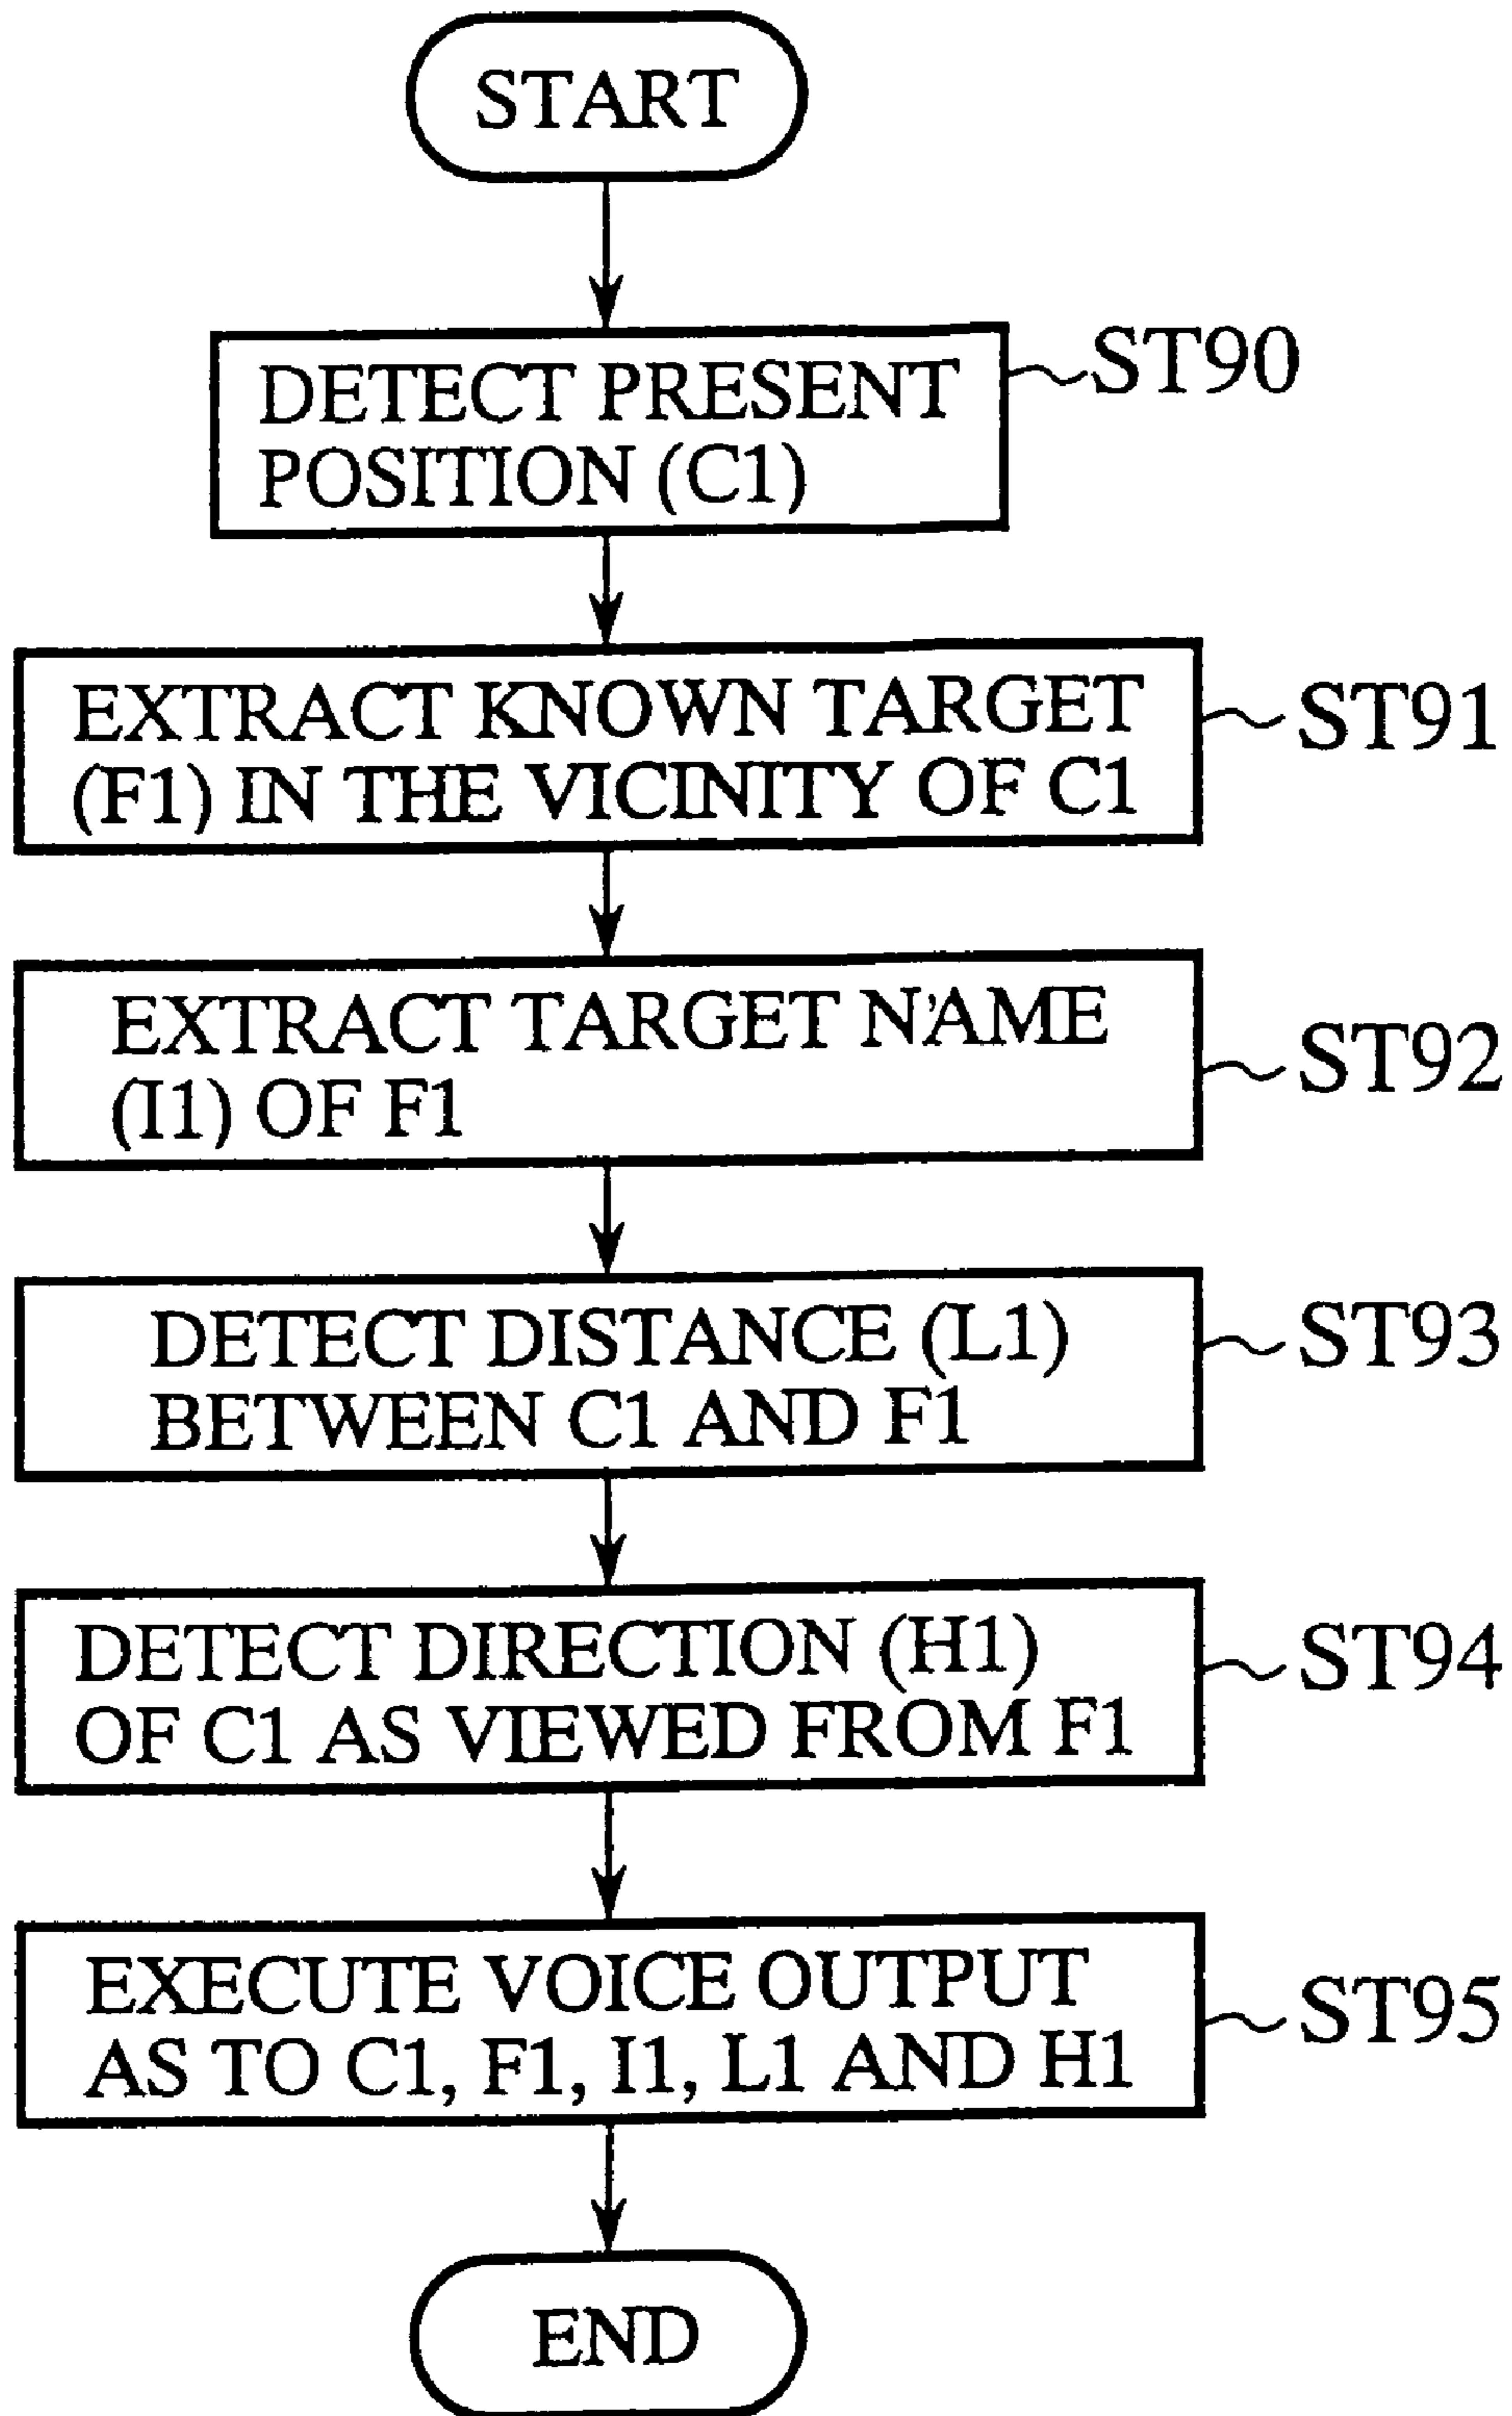 START
DETECT PRESENT
POSITION (C1)
ST90
EXTRACT KNOWN TARGET
(F1) IN THE VICINITY OF C1
ST91
EXTRACT TARGET NAME
(I1) OF F1
ST92
DETECT DISTANCE (L1)
BETWEEN C1 AND F1
ST93
DETECT DIRECTION (H1)
OF C1 AS VIEWED FROM F1
ST94
EXECUTE VOICE OUTPUT
AS TO C1, F1, I1, L1 AND H1
ST95
END